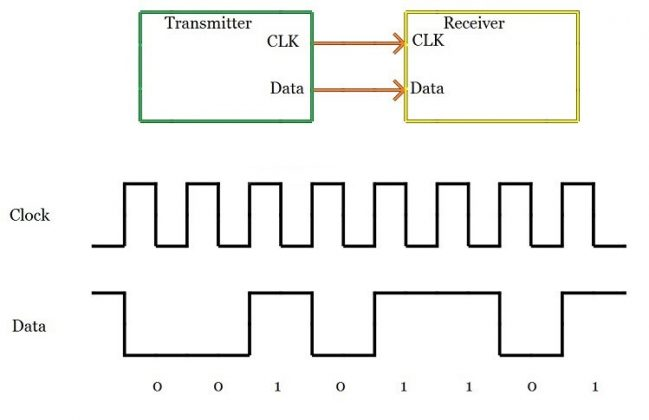 Transmitter Receiver
CLK CLK
Data Data
Clock
Data
0 0 1 0 1 1 0 1